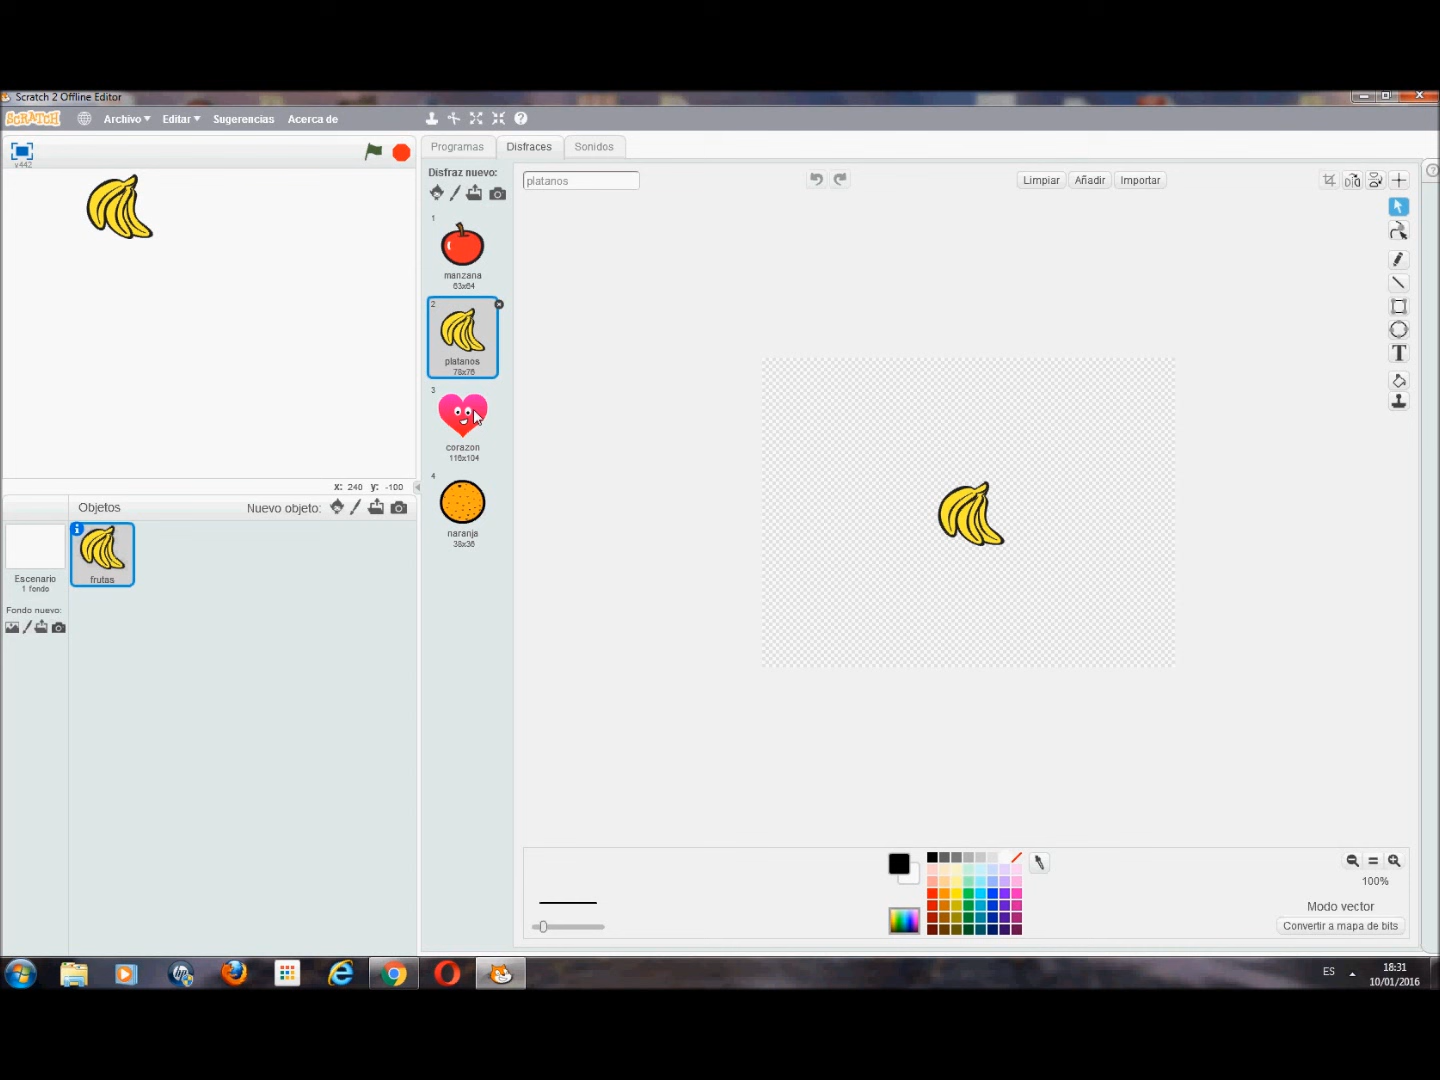 Scratch 2 Offline Editor
SCRATCH Archivo Editar Sugerencias Acerca de
v442
Programas Disfraces Sonidos
Disfraz nuevo:
platanos
Limpiar Añadir Importar
1
manzana
63x64
2
platanos
78x76
3
corazon
116x104
4
naranja
38x36
x: 240 y: -100
Objetos Nuevo objeto:
Escenario
1 fondo
frutas
Fondo nuevo:
T
100%
Modo vector
Convertir a mapa de bits
ES
18:31
10/01/2016